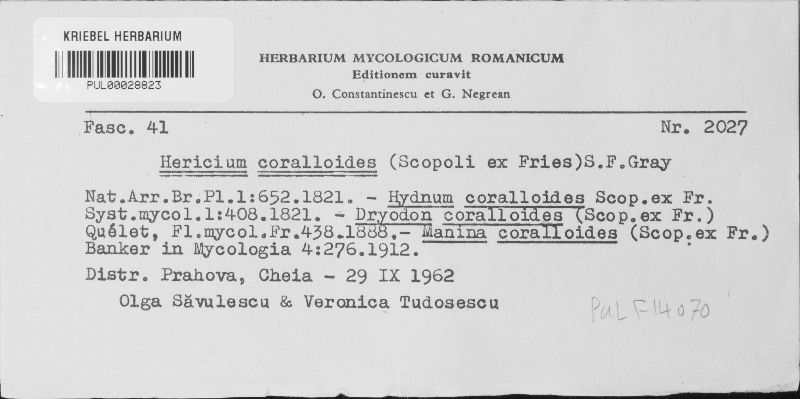 KRIEBEL HERBARIUM
PUL00028823
HERBARIUM MYCOLOGICUM ROMANICUM
Editionem curavit
O. Constantinescu et G. Negrean
Fasc. 41 Nr. 2027
Hericium coralloides (Scopoli ex Fries)S.F.Gray
Nat.Arr.Br.Pl.1:652.1821. - Hydnum coralloides Scop.ex Fr.
Syst.mycol.1:408.1821. - Dryodon coralloides (Scop.ex Fr.)
Quélet, Fl.mycol.Fr.438.1888.- Manina coralloides (Scop.ex Fr.)
Banker in Mycologia 4:276.1912.
Distr. Prahova, Cheia - 29 IX 1962
Olga Săvulescu & Veronica Tudosescu
PUL F14070